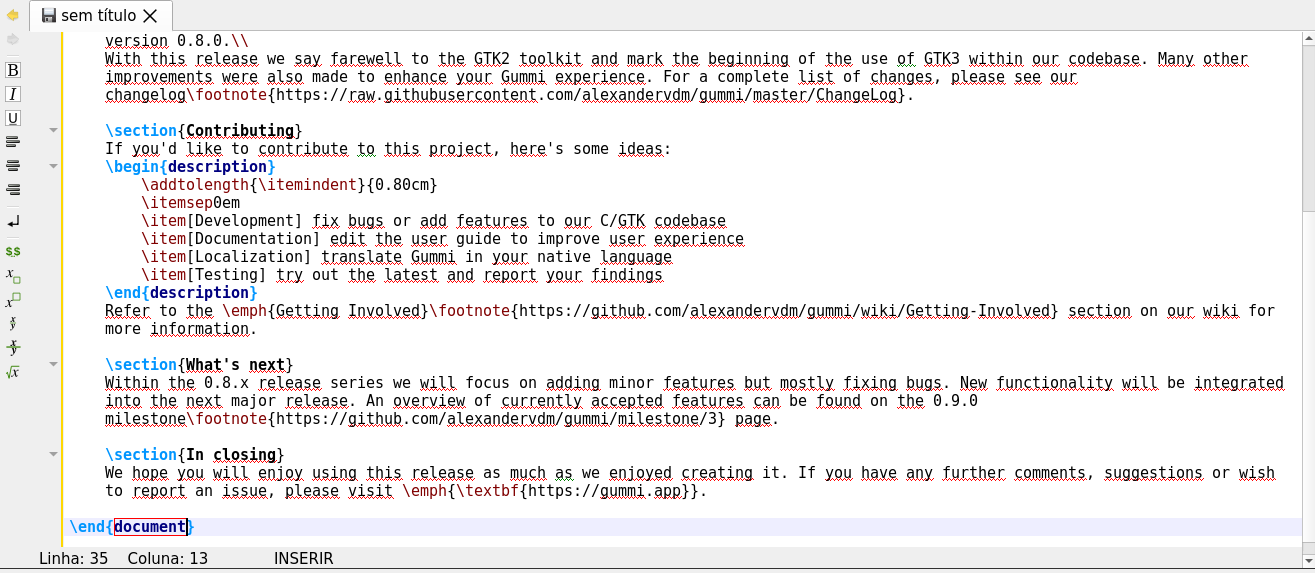 sem título
version 0.8.0.\\
With this release we say farewell to the GTK2 toolkit and mark the beginning of the use of GTK3 within our codebase. Many other
improvements were also made to enhance your Gummi experience. For a complete list of changes, please see our
changelog\footnote{https://raw.githubusercontent.com/alexandervdm/gummi/master/ChangeLog}.
B
\section{Contributing}
I
If you'd like to contribute to this project, here's some ideas:
U
\begin{description}
\addtolength{\itemindent}{0.80cm}
\itemsep0em
\item[Development] fix bugs or add features to our C/GTK codebase
\item[Documentation] edit the user guide to improve user experience
\item[Localization] translate Gummi in your native language
\item[Testing] try out the latest and report your findings
\end{description}
Refer to the \emph{Getting Involved}\footnote{https://github.com/alexandervdm/gummi/wiki/Getting-Involved} section on our wiki for
more information.
$$
x
x
x
y
x
y
√x
\section{What's next}
Within the 0.8.x release series we will focus on adding minor features but mostly fixing bugs. New functionality will be integrated
into the next major release. An overview of currently accepted features can be found on the 0.9.0
milestone\footnote{https://github.com/alexandervdm/gummi/milestone/3} page.
\section{In closing}
We hope you will enjoy using this release as much as we enjoyed creating it. If you have any further comments, suggestions or wish
to report an issue, please visit \emph{\textbf{https://gummi.app}}.
\end{document}
Linha: 35 Coluna: 13 INSERIR